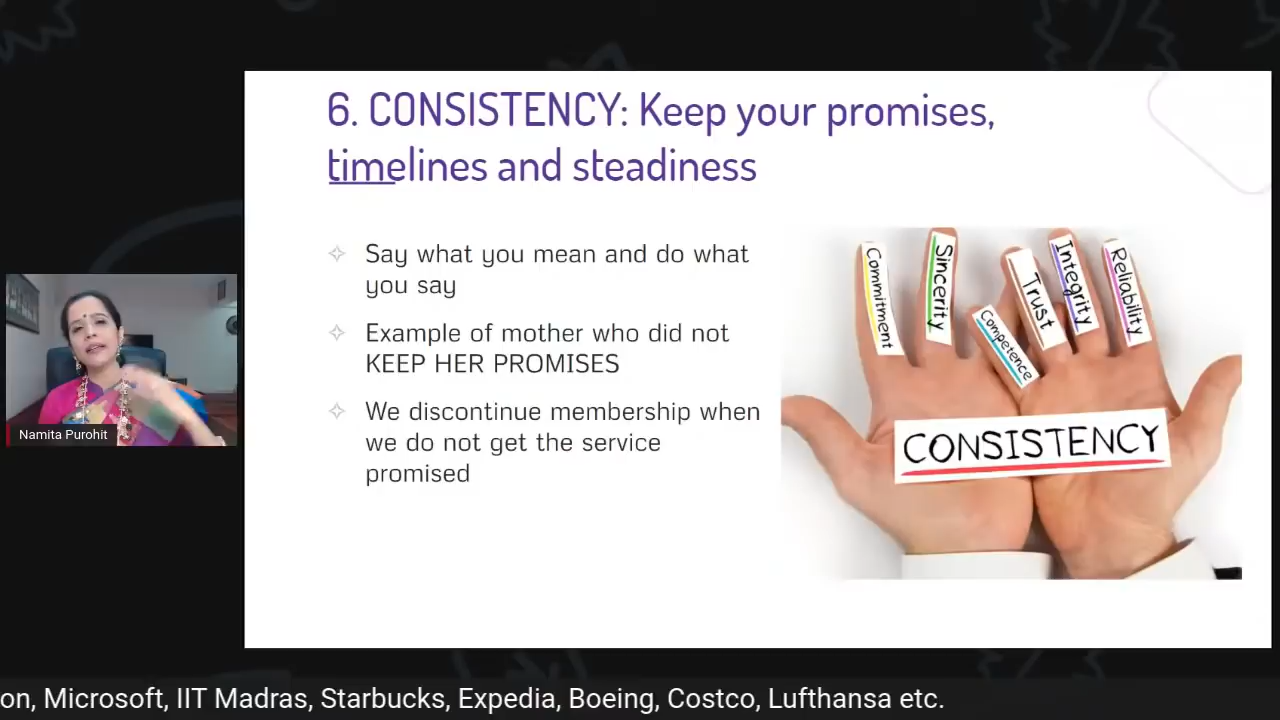 6. CONSISTENCY: Keep your promises,
timelines and steadiness
Say what you mean and do what
you say
Example of mother who did not
KEEP HER PROMISES
We discontinue membership when
we do not get the service
promised
Commitment
Sincerity
Competence
Trust
Integrity
Reliability
CONSISTENCY
Namita Purohit
on, Microsoft, IIT Madras, Starbucks, Expedia, Boeing, Costco, Lufthansa etc.